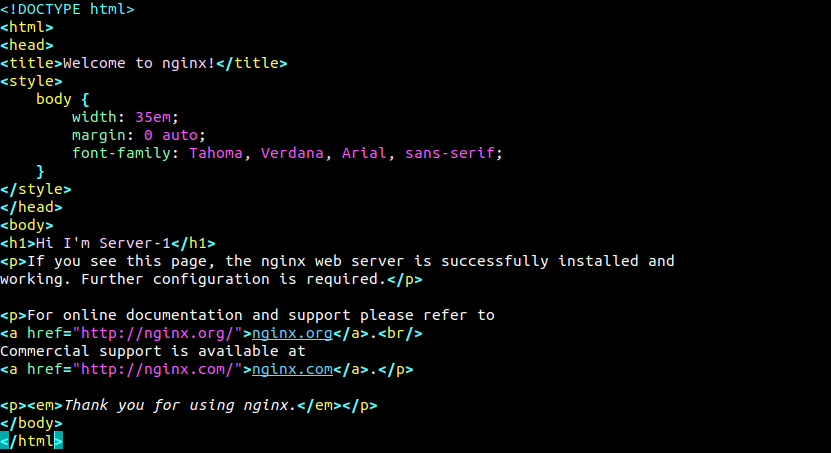 <!DOCTYPE html>
<html>
<head>
<title>Welcome to nginx!</title>
<style>
    body {
        width: 35em;
        margin: 0 auto;
        font-family: Tahoma, Verdana, Arial, sans-serif;
    }
</style>
</head>
<body>
<h1>Hi I'm Server-1</h1>
<p>If you see this page, the nginx web server is successfully installed and
working. Further configuration is required.</p>

<p>For online documentation and support please refer to
<a href="http://nginx.org/">nginx.org</a>.<br/>
Commercial support is available at
<a href="http://nginx.com/">nginx.com</a>.</p>

<p><em>Thank you for using nginx.</em></p>
</body>
</html>